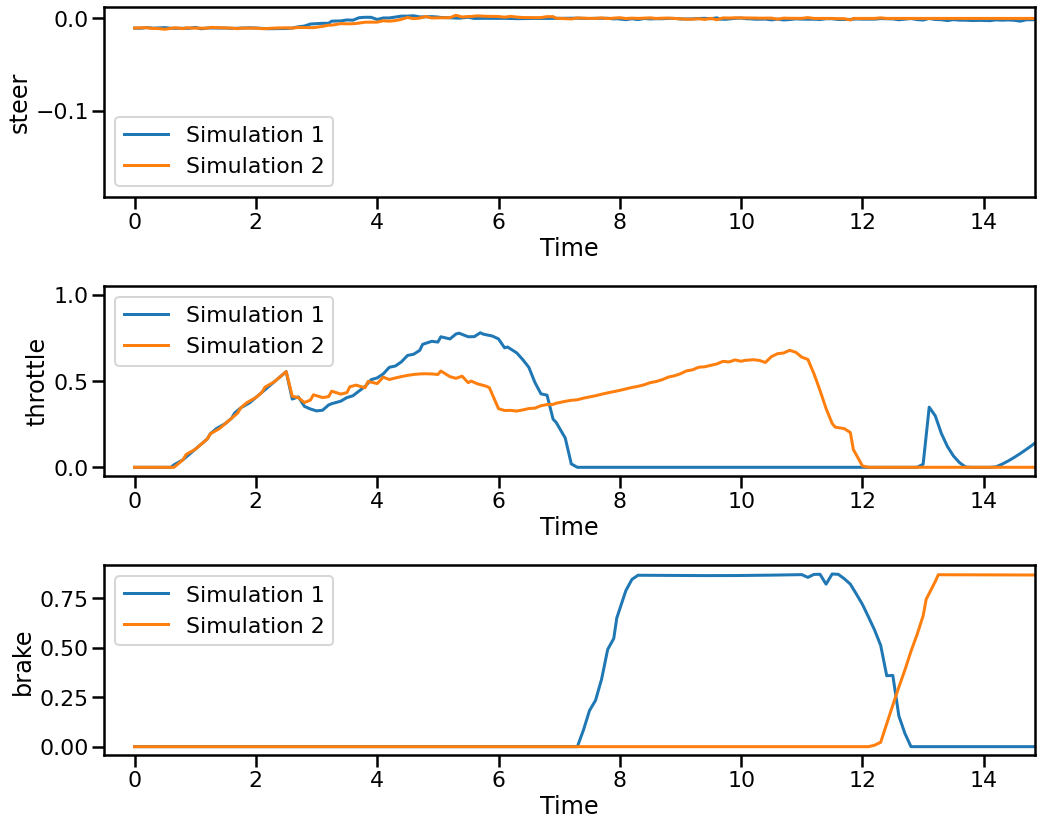 steer
0.0
−0.1
Simulation 1
Simulation 2
0 2 4 6 8 10 12 14
Time
throttle
1.0
0.5
0.0
Simulation 1
Simulation 2
0 2 4 6 8 10 12 14
Time
brake
0.75
0.50
0.25
0.00
Simulation 1
Simulation 2
0 2 4 6 8 10 12 14
Time